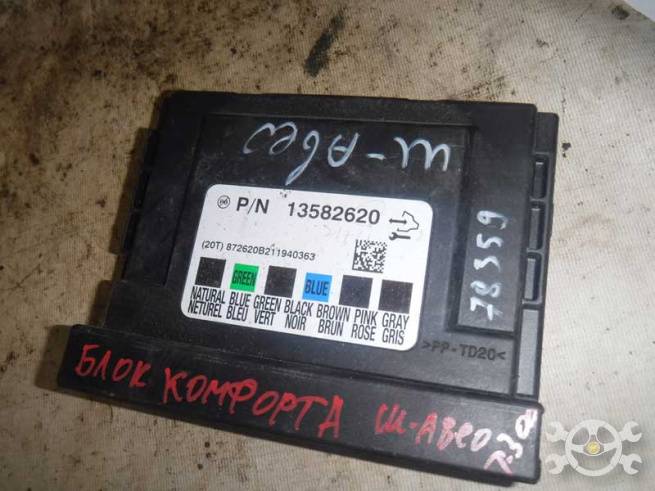 Ш-Авео
P/N 13582620
(20T) 872620B211940363
GREEN BLUE
NATURAL BLUE GREEN BLACK BROWN PINK GRAY
NETUREL BLEU VERT NOIR BRUN ROSE GRIS
78359
>PP-TD20<
БЛОК КОМФОРТА Ш-АВЕО